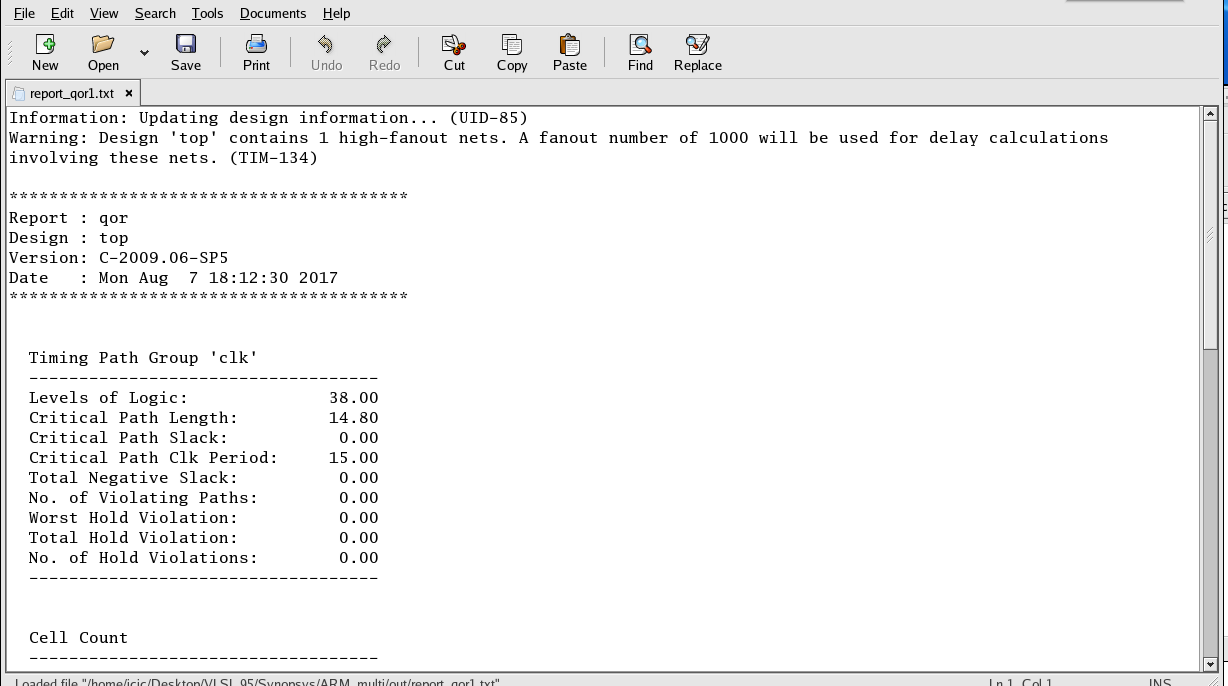 File Edit View Search Tools Documents Help
New Open Save Print Undo Redo Cut Copy Paste Find Replace
report_qor1.txt
Information: Updating design information... (UID-85)
Warning: Design 'top' contains 1 high-fanout nets. A fanout number of 1000 will be used for delay calculations
involving these nets. (TIM-134)
****************************************
Report : qor
Design : top
Version: C-2009.06-SP5
Date   : Mon Aug  7 18:12:30 2017
****************************************
Timing Path Group 'clk'
-----------------------------------
Levels of Logic: 38.00
Critical Path Length: 14.80
Critical Path Slack: 0.00
Critical Path Clk Period: 15.00
Total Negative Slack: 0.00
No. of Violating Paths: 0.00
Worst Hold Violation: 0.00
Total Hold Violation: 0.00
No. of Hold Violations: 0.00
-----------------------------------
Cell Count
-----------------------------------
Loaded file "/home/icic/Desktop/VLSI_95/Synopsys/ARM_multi/out/report_qor1.txt" Ln 1, Col 1 INS